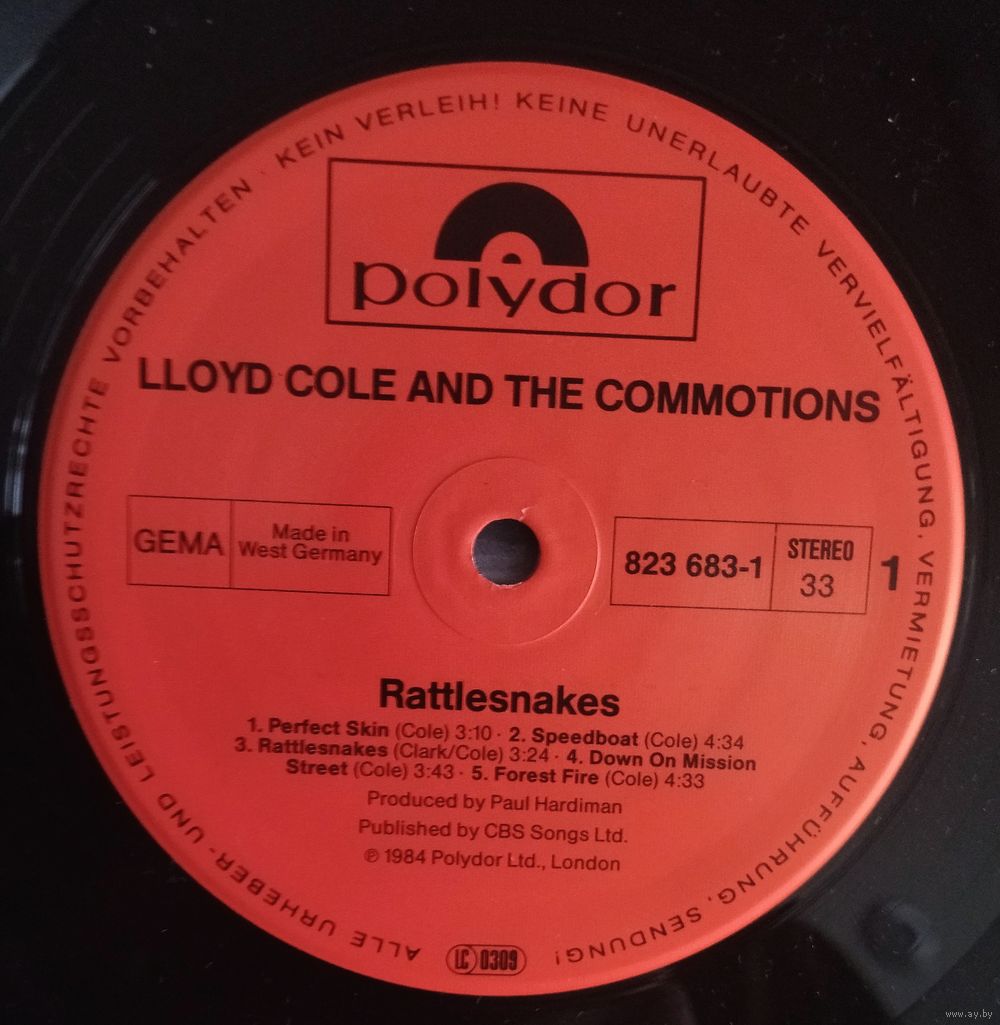 ALLE URHEBER- UND LEISTUNGSSCHUTZRECHTE VORBEHALTEN · KEIN VERLEIH! KEINE UNERLAUBTE VERVIELFÄLTIGUNG, VERMIETUNG, AUFFÜHRUNG, SENDUNG!
polydor
LLOYD COLE AND THE COMMOTIONS
GEMA
Made in
West Germany
823 683-1
STEREO
33
1
Rattlesnakes
1. Perfect Skin (Cole) 3:10 · 2. Speedboat (Cole) 4:34
3. Rattlesnakes (Clark/Cole) 3:24 · 4. Down On Mission
Street (Cole) 3:43 · 5. Forest Fire (Cole) 4:33
Produced by Paul Hardiman
Published by CBS Songs Ltd.
℗ 1984 Polydor Ltd., London
LC 0309
www.ay.by